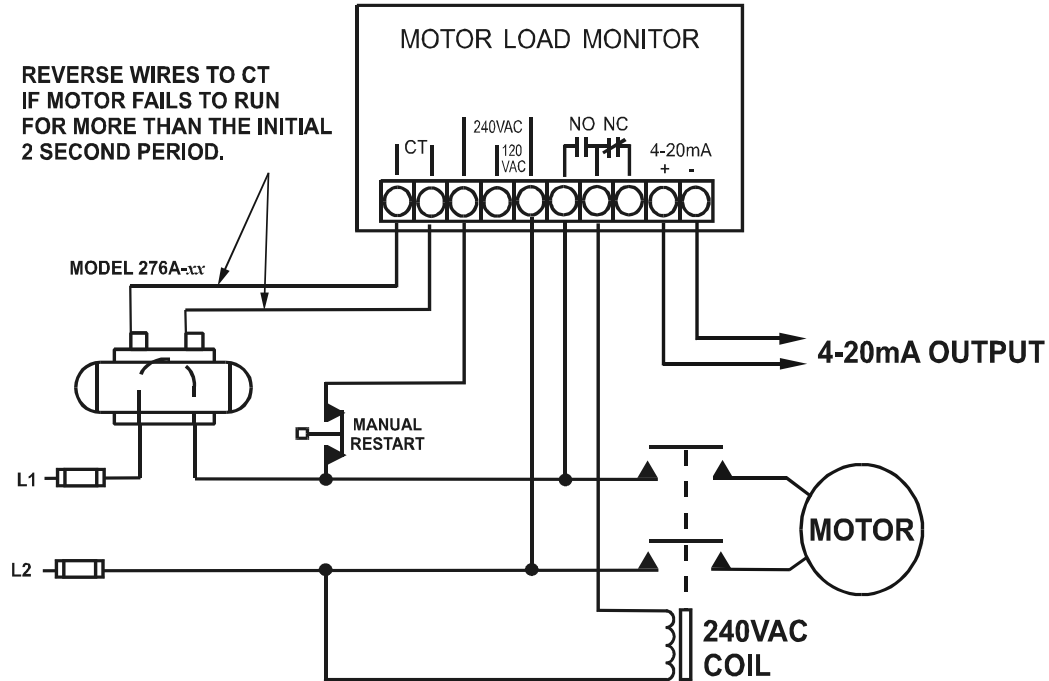 MOTOR LOAD MONITOR
REVERSE WIRES TO CT
IF MOTOR FAILS TO RUN
FOR MORE THAN THE INITIAL
2 SECOND PERIOD.
CT
240VAC
120
VAC
NO NC
4-20mA
+ -
MODEL 276A-xx
4-20mA OUTPUT
MANUAL
RESTART
L1
MOTOR
L2
240VAC
COIL